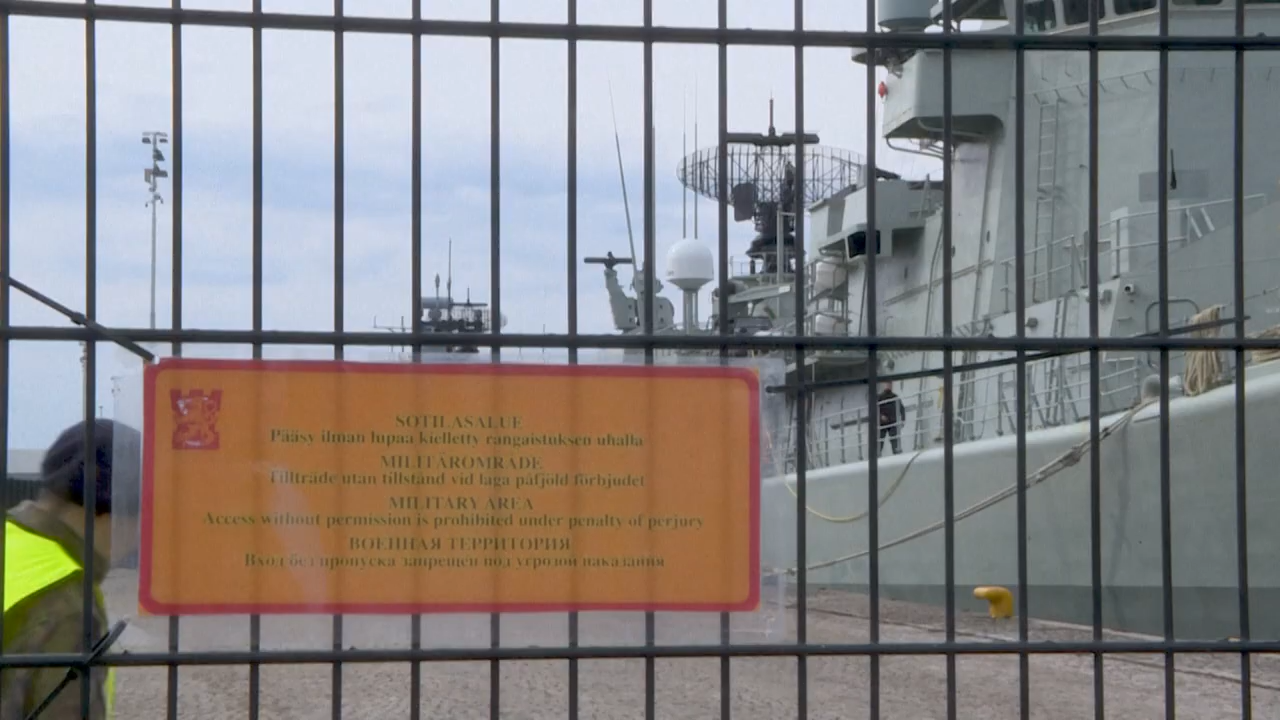 SOTILASALUE
Pääsy ilman lupaa kielletty rangaistuksen uhalla
MILITÄROMRÅDE
Tillträde utan tillstånd vid laga påföljd förbjudet
MILITARY AREA
Access without permission is prohibited under penalty of perjury
ВОЕННАЯ ТЕРРИТОРИЯ
Вход без пропуска запрещен под угрозой наказания